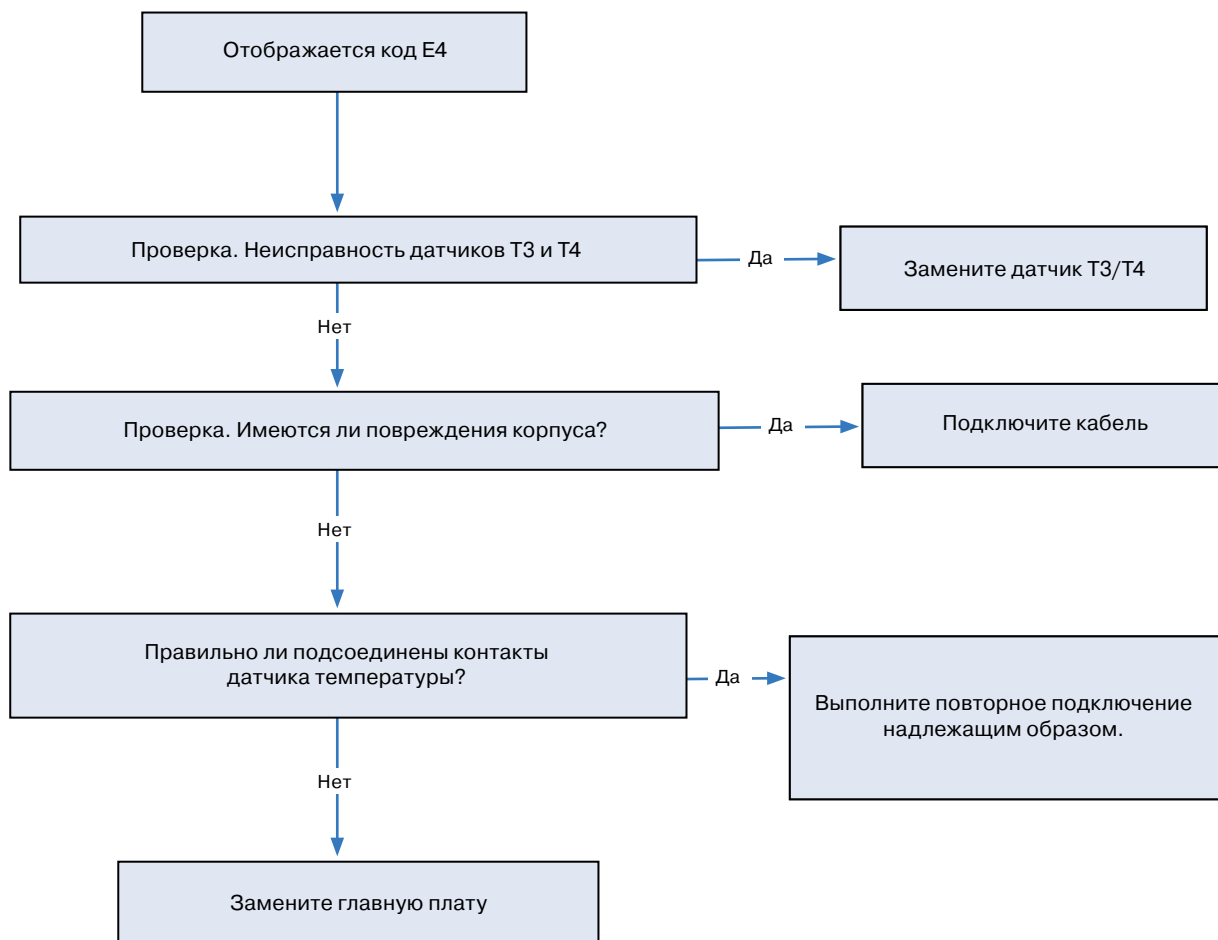 Отображается код E4
Проверка. Неисправность датчиков T3 и T4
Да
Замените датчик T3/T4
Нет
Проверка. Имеются ли повреждения корпуса?
Да
Подключите кабель
Нет
Правильно ли подсоединены контакты
датчика температуры?
Да
Выполните повторное подключение
надлежащим образом.
Нет
Замените главную плату